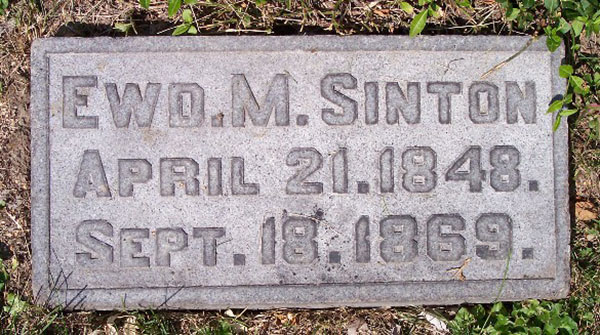 EWD. M. SINTON
APRIL 21. 1848.
SEPT. 18. 1869.